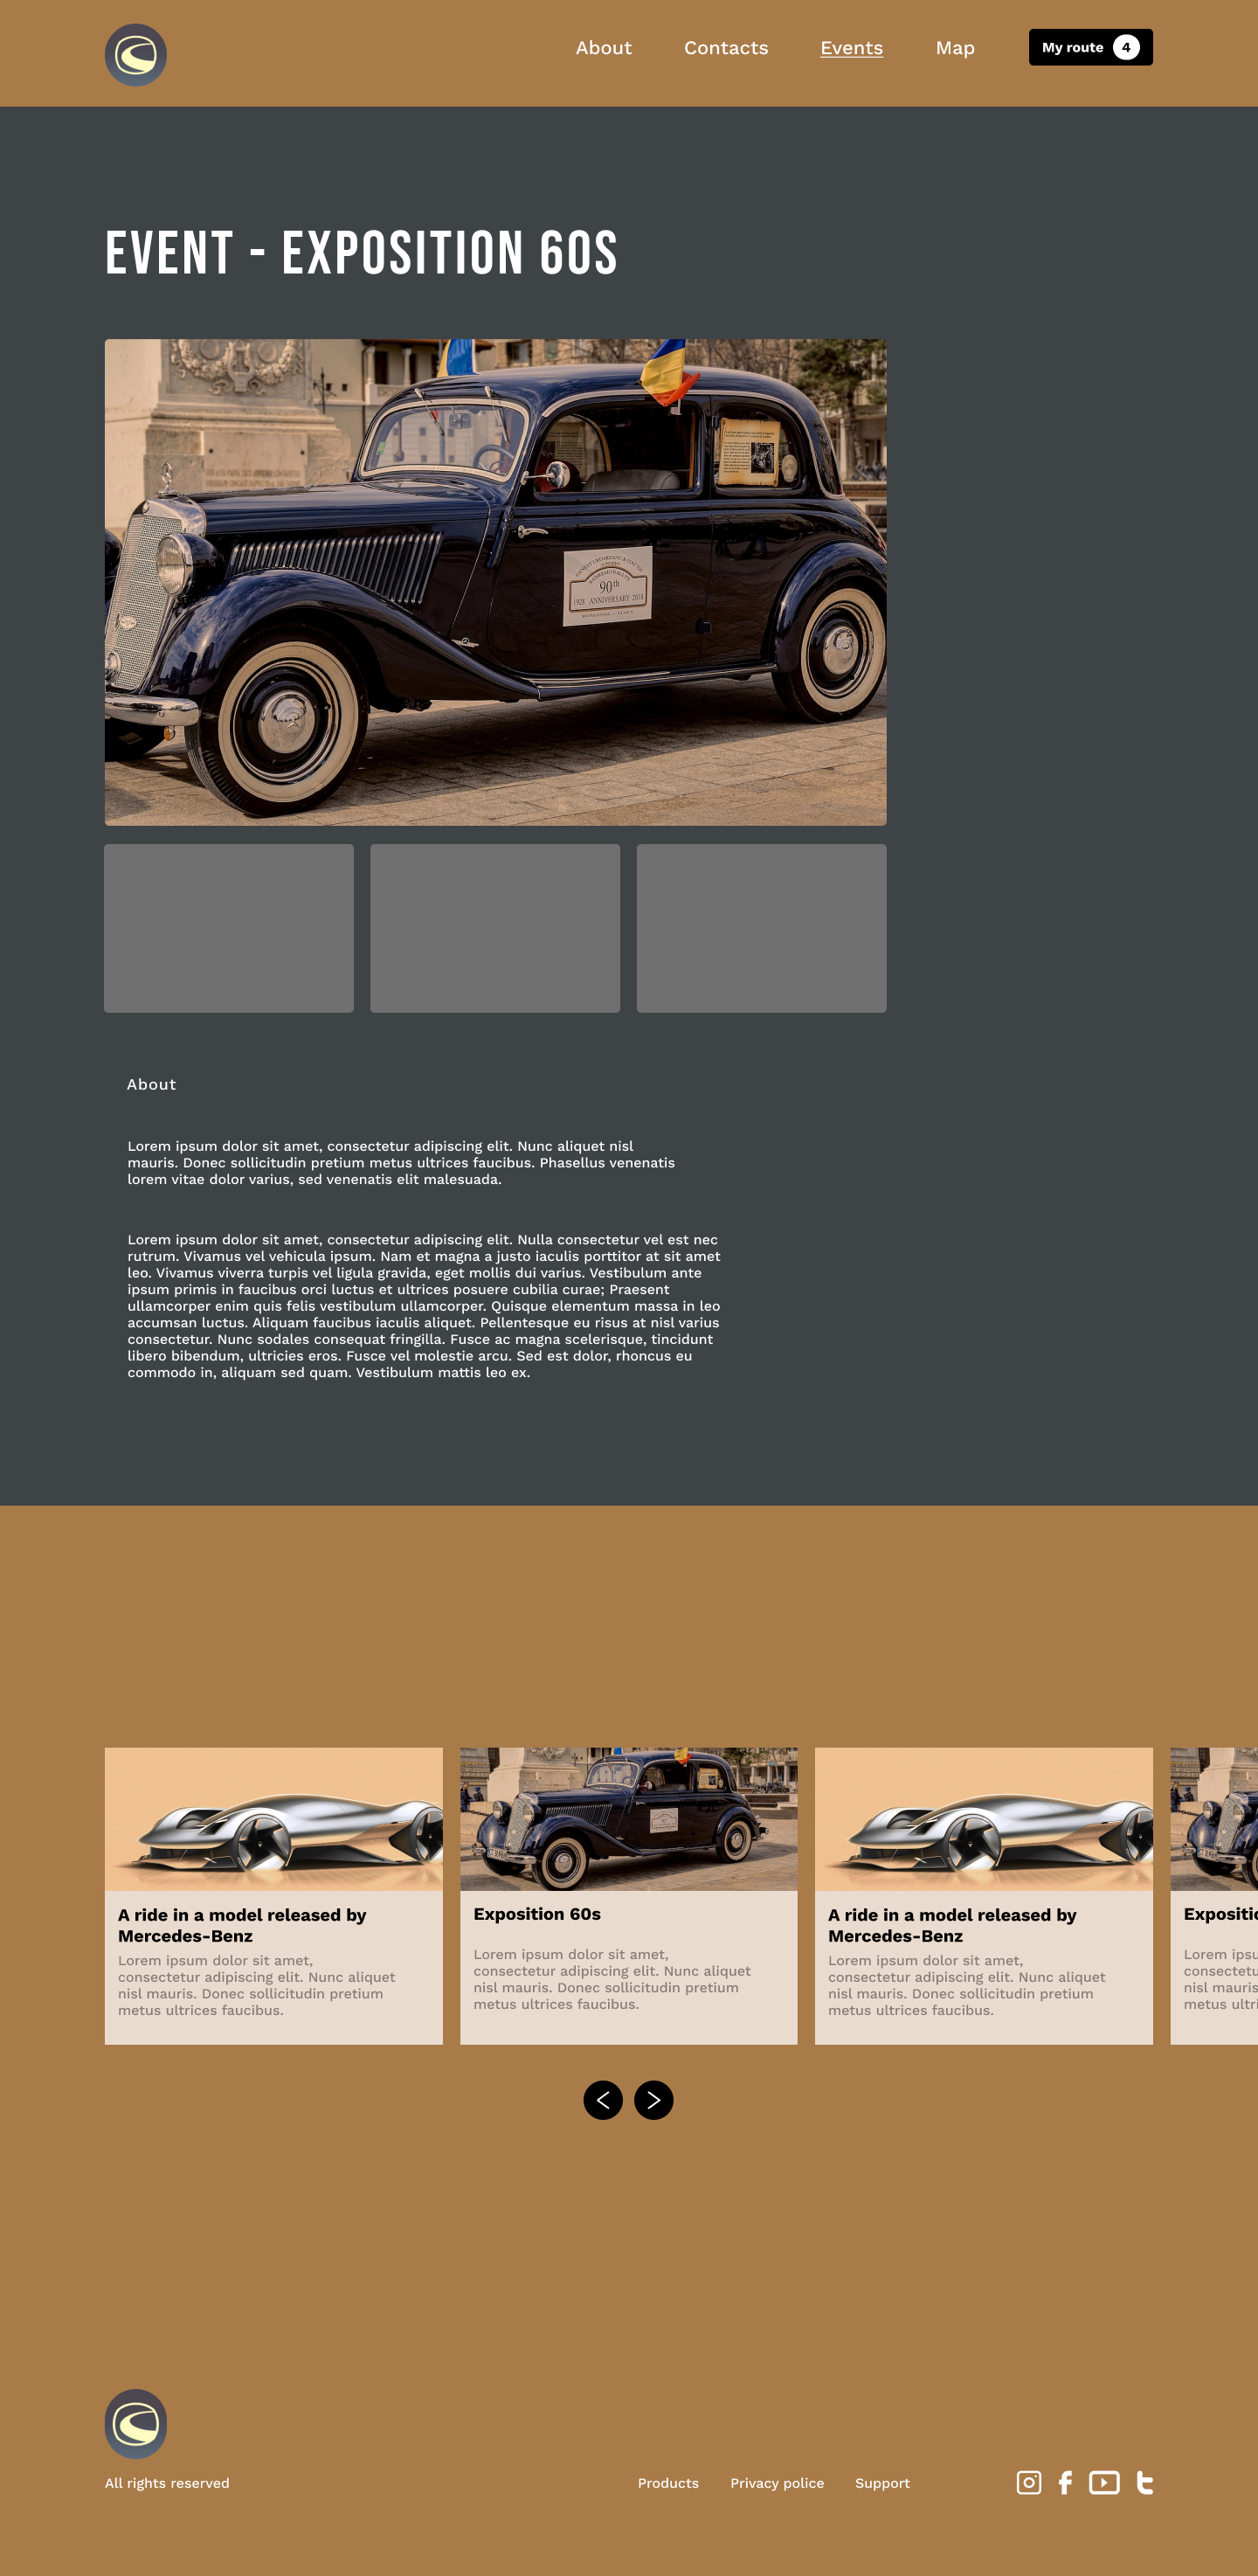 About Contacts Events Map My route 4
EVENT - EXPOSITION 60S
90th
1928 ANNIVERSARY 2018
About
Lorem ipsum dolor sit amet, consectetur adipiscing elit. Nunc aliquet nisl
mauris. Donec sollicitudin pretium metus ultrices faucibus. Phasellus venenatis
lorem vitae dolor varius, sed venenatis elit malesuada.
Lorem ipsum dolor sit amet, consectetur adipiscing elit. Nulla consectetur vel est nec
rutrum. Vivamus vel vehicula ipsum. Nam et magna a justo iaculis porttitor at sit amet
leo. Vivamus viverra turpis vel ligula gravida, eget mollis dui varius. Vestibulum ante
ipsum primis in faucibus orci luctus et ultrices posuere cubilia curae; Praesent
ullamcorper enim quis felis vestibulum ullamcorper. Quisque elementum massa in leo
accumsan luctus. Aliquam faucibus iaculis aliquet. Pellentesque eu risus at nisl varius
consectetur. Nunc sodales consequat fringilla. Fusce ac magna scelerisque, tincidunt
libero bibendum, ultricies eros. Fusce vel molestie arcu. Sed est dolor, rhoncus eu
commodo in, aliquam sed quam. Vestibulum mattis leo ex.
A ride in a model released by
Mercedes-Benz
Lorem ipsum dolor sit amet,
consectetur adipiscing elit. Nunc aliquet
nisl mauris. Donec sollicitudin pretium
metus ultrices faucibus.
Exposition 60s
Lorem ipsum dolor sit amet,
consectetur adipiscing elit. Nunc aliquet
nisl mauris. Donec sollicitudin pretium
metus ultrices faucibus.
A ride in a model released by
Mercedes-Benz
Lorem ipsum dolor sit amet,
consectetur adipiscing elit. Nunc aliquet
nisl mauris. Donec sollicitudin pretium
metus ultrices faucibus.
Expositi
Lorem ips
consectet
nisl mauris
metus ultri
All rights reserved
Products Privacy police Support